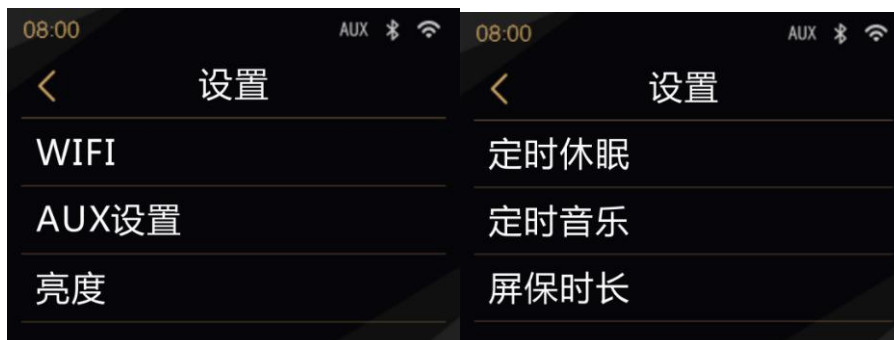 08:00 AUX
设置
WIFI
AUX设置
亮度
08:00 AUX
设置
定时休眠
定时音乐
屏保时长